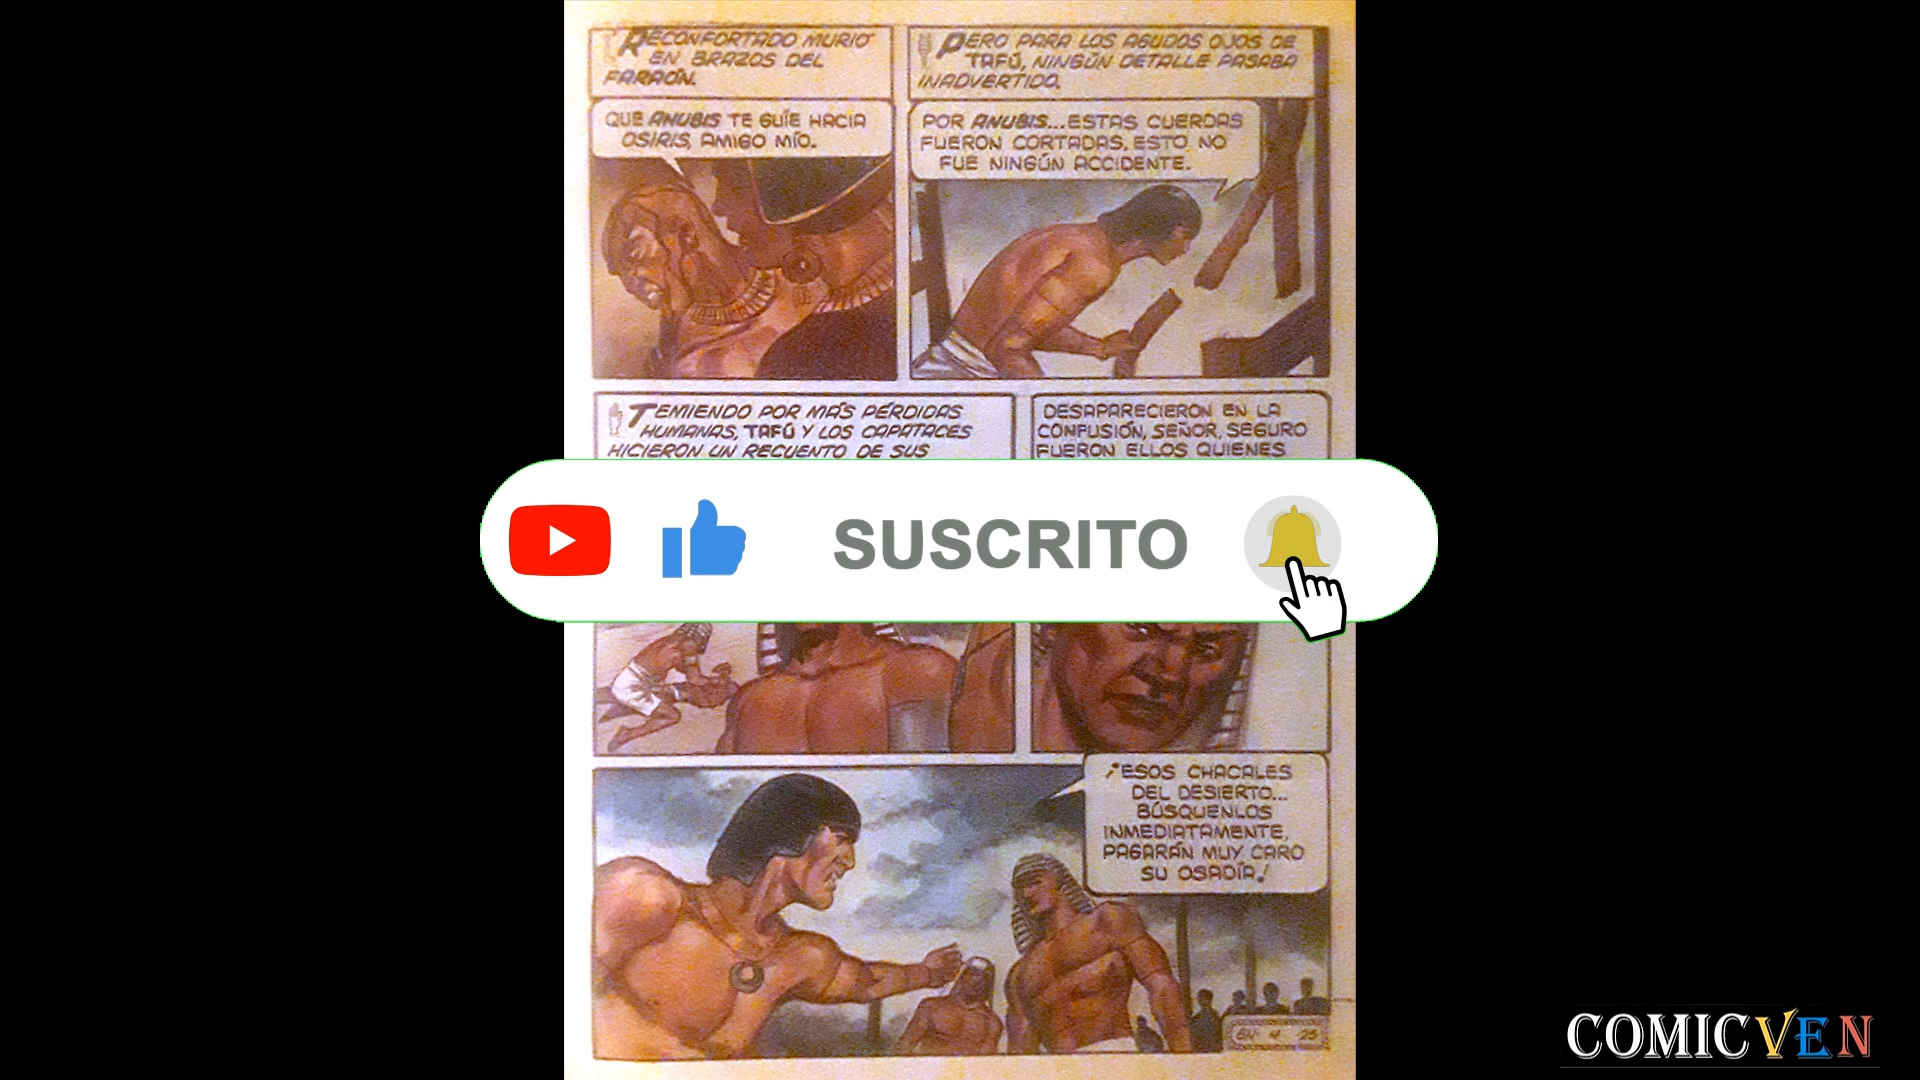 RECONFORTADO MURIÓ
EN BRAZOS DEL
FARAÓN.
QUE ANUBIS TE GUÍE HACIA
OSIRIS, AMIGO MÍO.
PERO PARA LOS AGUDOS OJOS DE
TAFÚ, NINGÚN DETALLE PASABA
INADVERTIDO.
POR ANUBIS...ESTAS CUERDAS
FUERON CORTADAS, ESTO NO
FUE NINGÚN ACCIDENTE.
TEMIENDO POR MÁS PÉRDIDAS
HUMANAS, TAFÚ Y LOS CAPATACES
HICIERON UN RECUENTO DE SUS
DESAPARECIERON EN LA
CONFUSIÓN, SEÑOR, SEGURO
FUERON ELLOS QUIENES
SUSCRITO
¡ESOS CHACALES
DEL DESIERTO...
BÚSQUENLOS
INMEDIATAMENTE,
PAGARÁN MUY CARO
SU OSADÍA!
COMICVEN